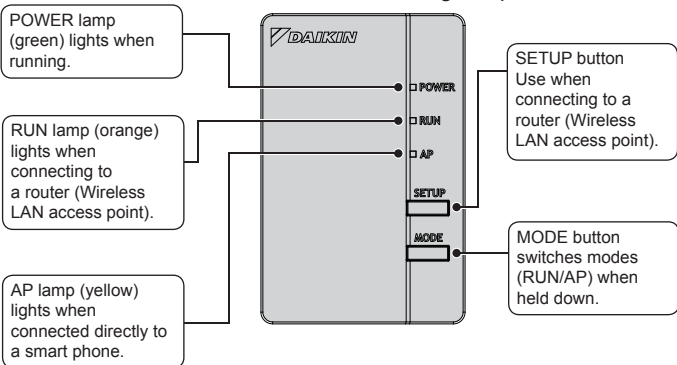 POWER lamp
(green) lights when
running.
RUN lamp (orange)
lights when
connecting to
a router (Wireless
LAN access point).
AP lamp (yellow)
lights when
connected directly to
a smart phone.
DAIKIN
POWER
RUN
AP
SETUP
MODE
SETUP button
Use when
connecting to a
router (Wireless
LAN access point).
MODE button
switches modes
(RUN/AP) when
held down.